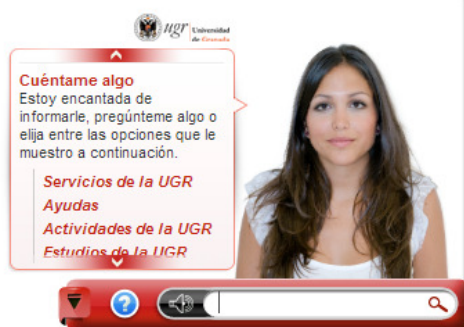 ugr Universidad
de Granada
Cuéntame algo
Estoy encantada de
informarle, pregúnteme algo o
elija entre las opciones que le
muestro a continuación.
Servicios de la UGR
Ayudas
Actividades de la UGR
Estudios de la UGR
?